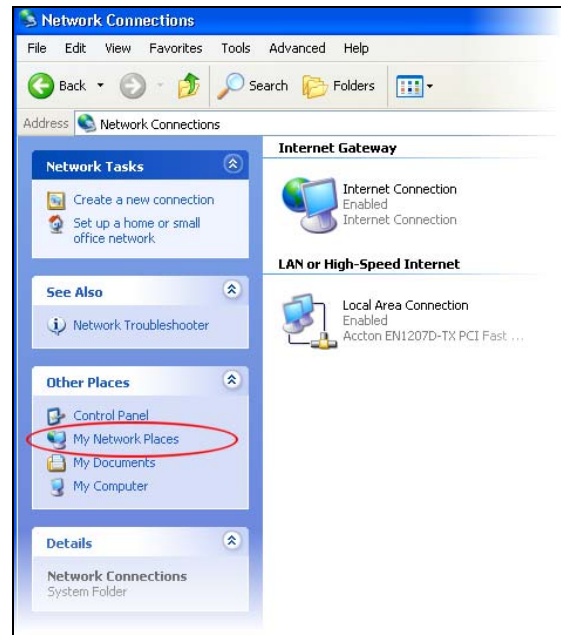 Network Connections
File Edit View Favorites Tools Advanced Help
Back Search Folders
Address Network Connections
Network Tasks
Create a new connection
Set up a home or small
office network
See Also
Network Troubleshooter
Other Places
Control Panel
My Network Places
My Documents
My Computer
Details
Network Connections
System Folder
Internet Gateway
Internet Connection
Enabled
Internet Connection
LAN or High-Speed Internet
Local Area Connection
Enabled
Accton EN1207D-TX PCI Fast ...